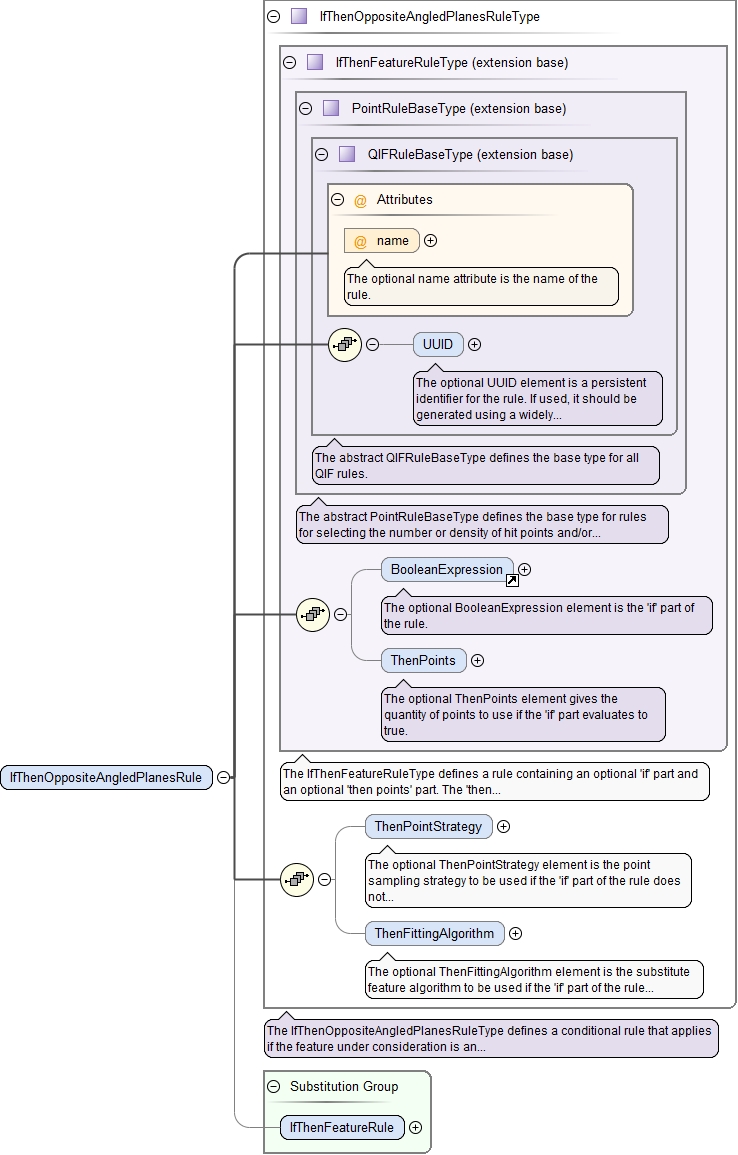 IfThenOppositeAngledPlanesRuleType
IfThenFeatureRuleType (extension base)
PointRuleBaseType (extension base)
QIFRuleBaseType (extension base)
@ Attributes
@ name
The optional name attribute is the name of the
rule.
UUID
The optional UUID element is a persistent
identifier for the rule. If used, it should be
generated using a widely...
The abstract QIFRuleBaseType defines the base type for all
QIF rules.
The abstract PointRuleBaseType defines the base type for rules
for selecting the number or density of hit points and/or...
BooleanExpression
The optional BooleanExpression element is the 'if' part of
the rule.
ThenPoints
The optional ThenPoints element gives the
quantity of points to use if the 'if' part evaluates to
true.
IfThenOppositeAngledPlanesRule
The IfThenFeatureRuleType defines a rule containing an optional 'if' part and
an optional 'then points' part. The 'then...
ThenPointStrategy
The optional ThenPointStrategy element is the point
sampling strategy to be used if the 'if' part of the rule does
not...
ThenFittingAlgorithm
The optional ThenFittingAlgorithm element is the substitute
feature algorithm to be used if the 'if' part of the rule...
The IfThenOppositeAngledPlanesRuleType defines a conditional rule that applies
if the feature under consideration is an...
Substitution Group
IfThenFeatureRule